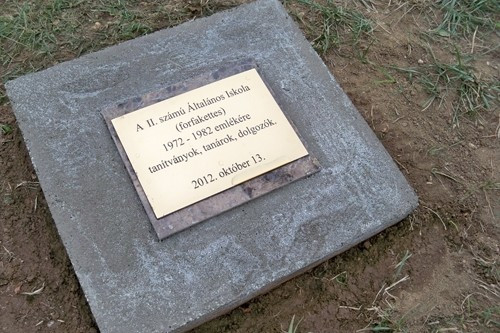 A II. számú Általános Iskola
(forfakettes)
1972 - 1982 emlékére
tanítványok, tanárok, dolgozók.
2012. október 13.